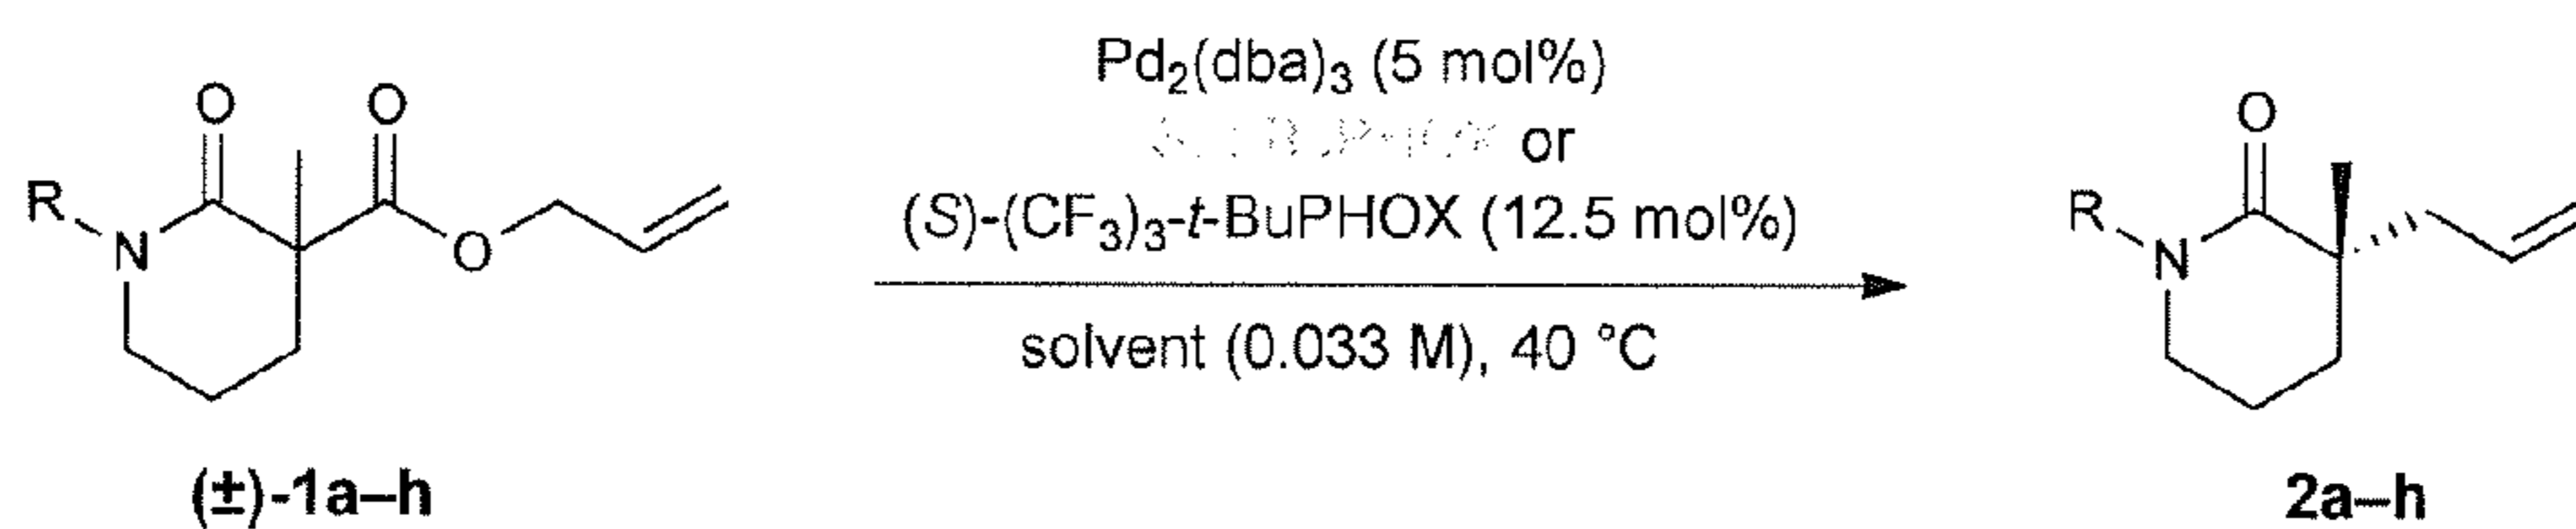 Pd₂(dba)₃ (5 mol%)
or
(S)-(CF₃)₃-t-BuPHOX (12.5 mol%)
solvent (0.033 M), 40 °C
O O
R
N
O
(±)-1a–h
O
R
N
2a–h